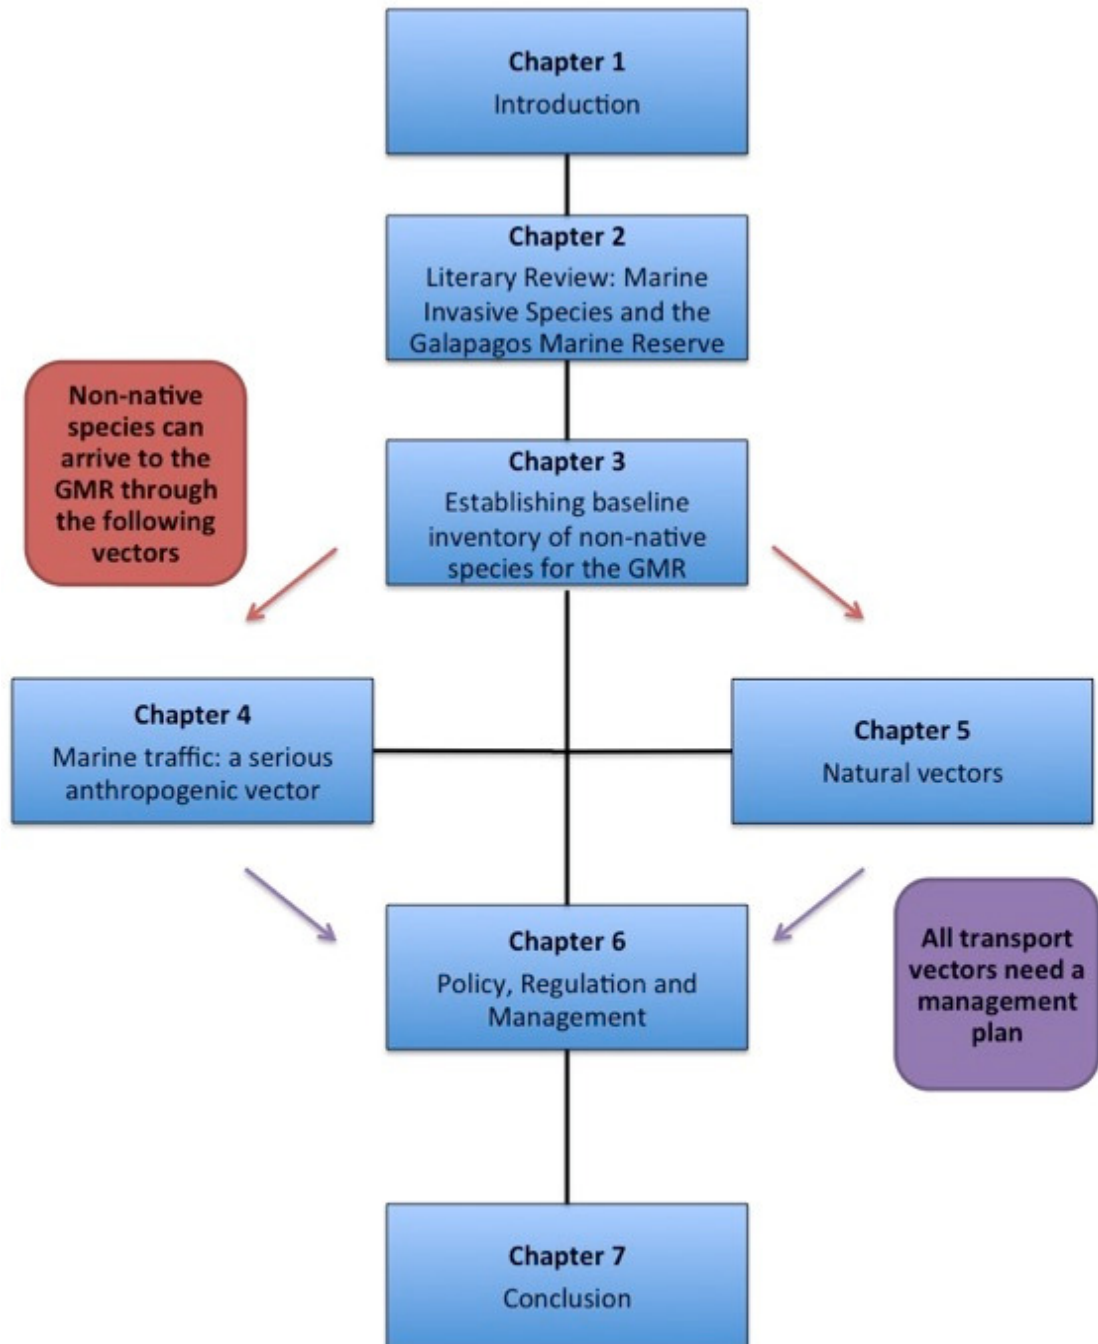 Chapter 1
Introduction
Chapter 2
Literary Review: Marine
Invasive Species and the
Galapagos Marine Reserve
Non-native
species can
arrive to the
GMR through
the following
vectors
Chapter 3
Establishing baseline
inventory of non-native
species for the GMR
Chapter 4
Marine traffic: a serious
anthropogenic vector
Chapter 5
Natural vectors
Chapter 6
Policy, Regulation and
Management
All transport
vectors need a
management
plan
Chapter 7
Conclusion